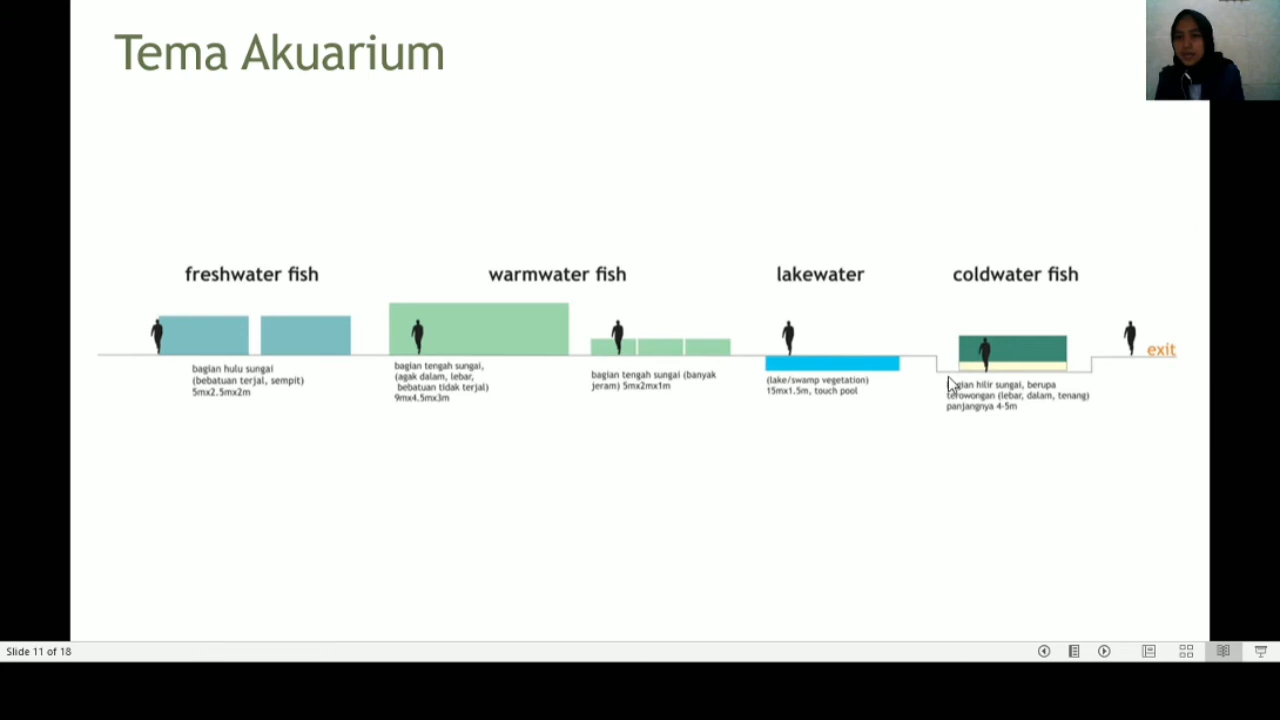 Tema Akuarium
freshwater fish
warmwater fish
lakewater
coldwater fish
bagian hulu sungai
(bebatuan terjal, sempit)
5mx2.5mx2m
bagian tengah sungai,
(agak dalam, lebar,
bebatuan tidak terjal)
9mx4.5mx3m
bagian tengah sungai (banyak
jeram) 5mx2mx1m
(lake/swamp vegetation)
15mx1.5m, touch pool
hilir sungai, berupa
terowongan (lebar, dalam, tenang)
panjangnya 4-5m
exit
Slide 11 of 18